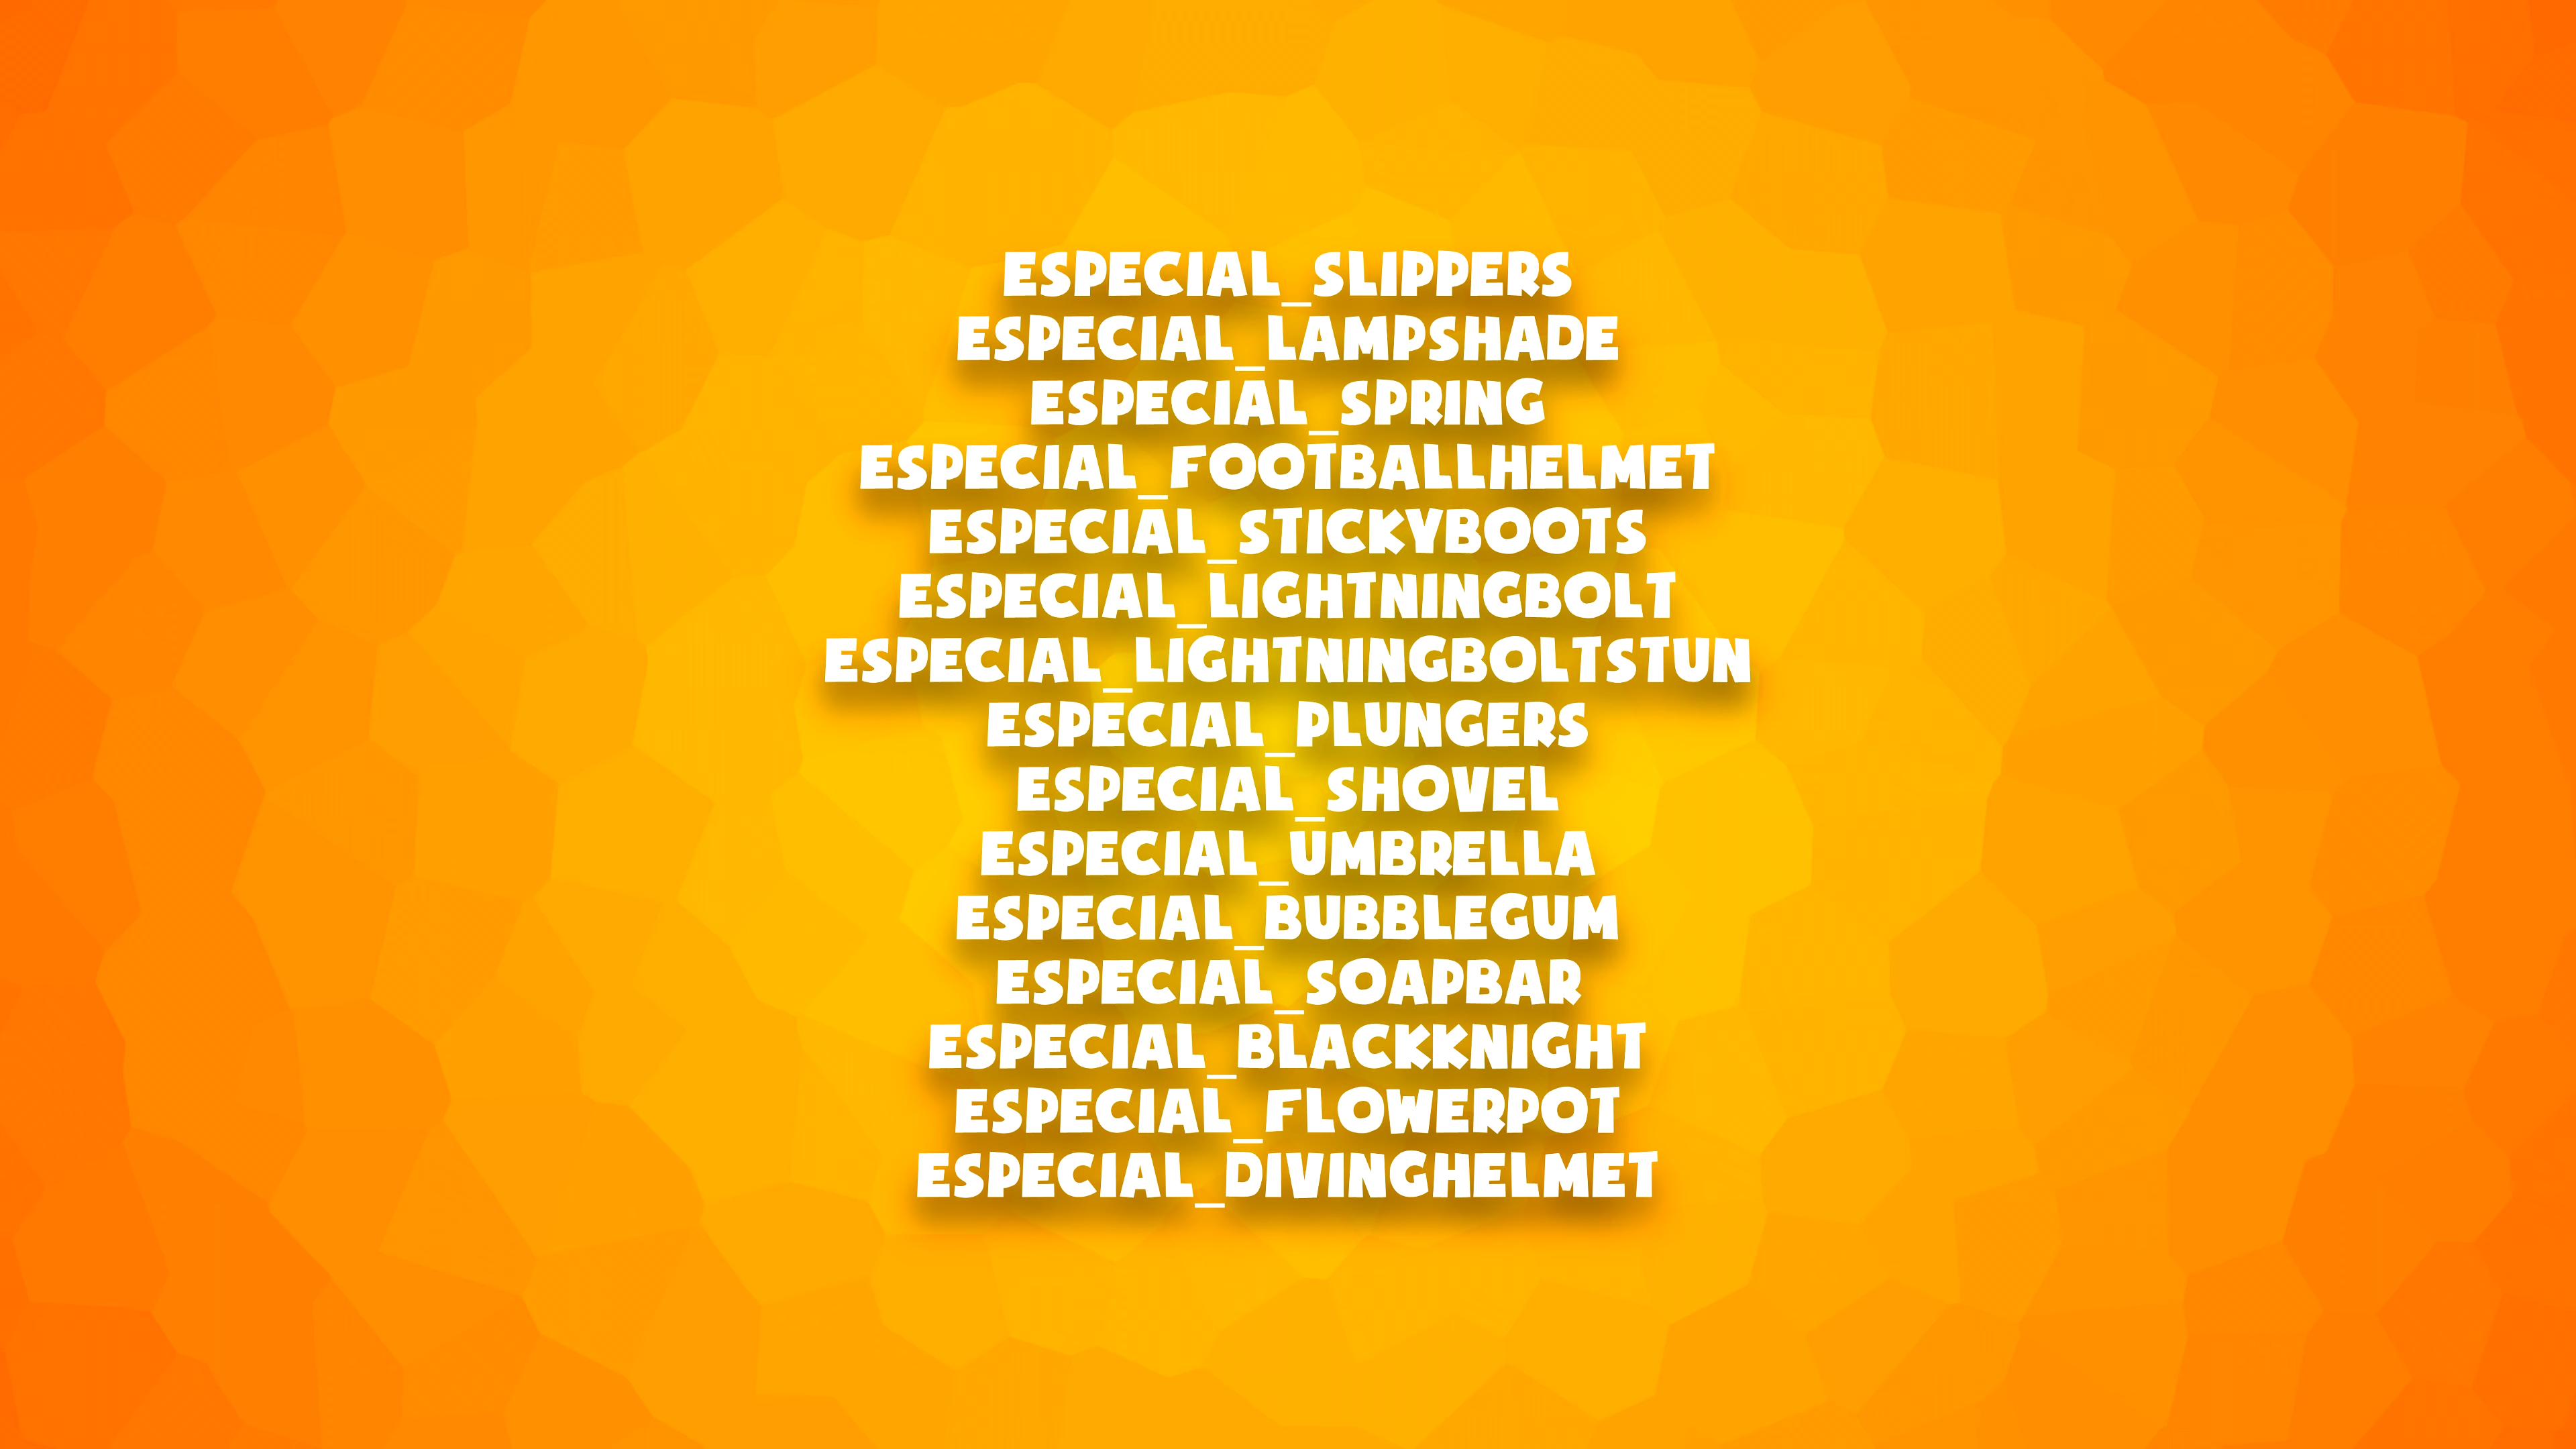 ESPECIAL_SLIPPERS
ESPECIAL_LAMPSHADE
ESPECIAL_SPRING
ESPECIAL_FOOTBALLHELMET
ESPECIAL_STICKYBOOTS
ESPECIAL_LIGHTNINGBOLT
ESPECIAL_LIGHTNINGBOLTSTUN
ESPECIAL_PLUNGERS
ESPECIAL_SHOVEL
ESPECIAL_UMBRELLA
ESPECIAL_BUBBLEGUM
ESPECIAL_SOAPBAR
ESPECIAL_BLACKKNIGHT
ESPECIAL_FLOWERPOT
ESPECIAL_DIVINGHELMET